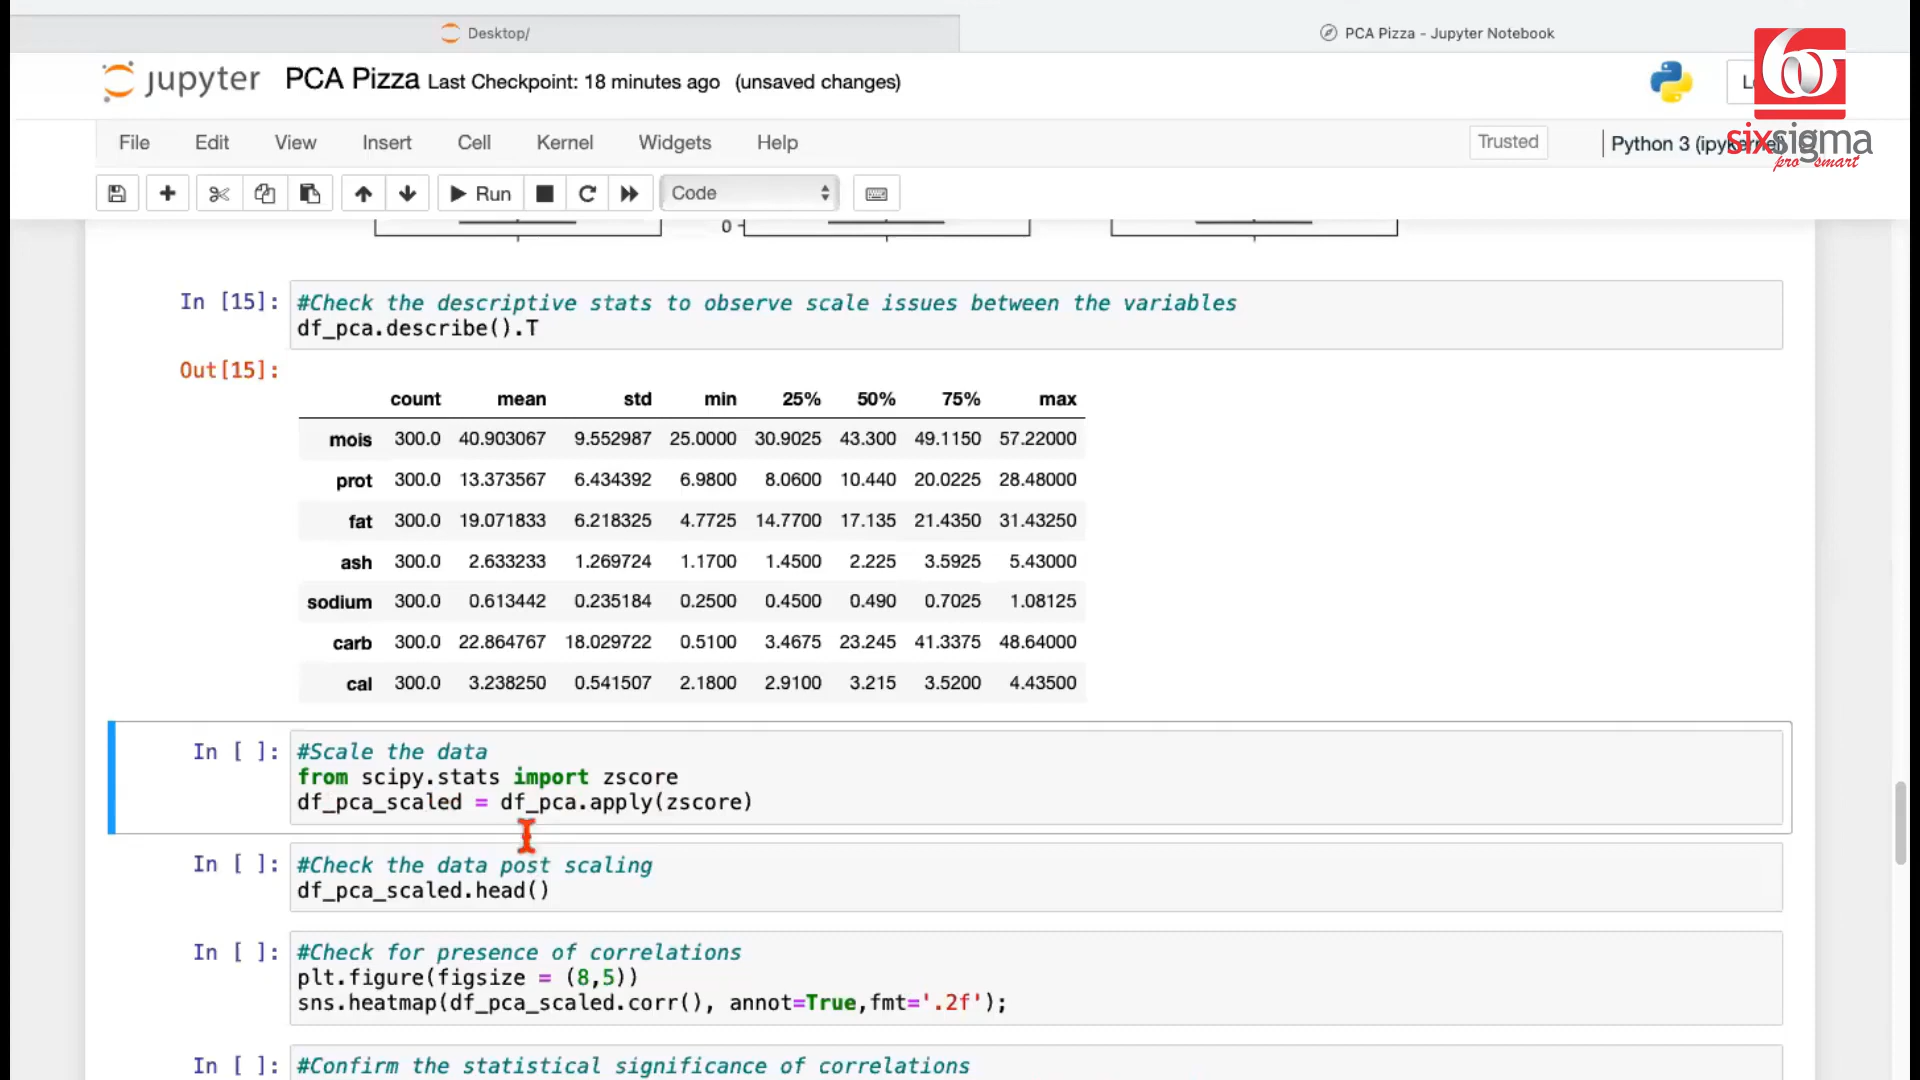 Desktop/
PCA Pizza - Jupyter Notebook
jupyter PCA Pizza Last Checkpoint: 18 minutes ago (unsaved changes)
File Edit View Insert Cell Kernel Widgets Help
Trusted
Python 3
sixsigma
pro smart
Run
Code
0
In [15]:
#Check the descriptive stats to observe scale issues between the variables
df_pca.describe().T
Out[15]:
count mean std min 25% 50% 75% max
mois 300.0 40.903067 9.552987 25.0000 30.9025 43.300 49.1150 57.22000
prot 300.0 13.373567 6.434392 6.9800 8.0600 10.440 20.0225 28.48000
fat 300.0 19.071833 6.218325 4.7725 14.7700 17.135 21.4350 31.43250
ash 300.0 2.633233 1.269724 1.1700 1.4500 2.225 3.5925 5.43000
sodium 300.0 0.613442 0.235184 0.2500 0.4500 0.490 0.7025 1.08125
carb 300.0 22.864767 18.029722 0.5100 3.4675 23.245 41.3375 48.64000
cal 300.0 3.238250 0.541507 2.1800 2.9100 3.215 3.5200 4.43500
In [ ]:
#Scale the data
from scipy.stats import zscore
df_pca_scaled = df_pca.apply(zscore)
In [ ]:
#Check the data post scaling
df_pca_scaled.head()
In [ ]:
#Check for presence of correlations
plt.figure(figsize = (8,5))
sns.heatmap(df_pca_scaled.corr(), annot=True,fmt='.2f');
In [ ]:
#Confirm the statistical significance of correlations